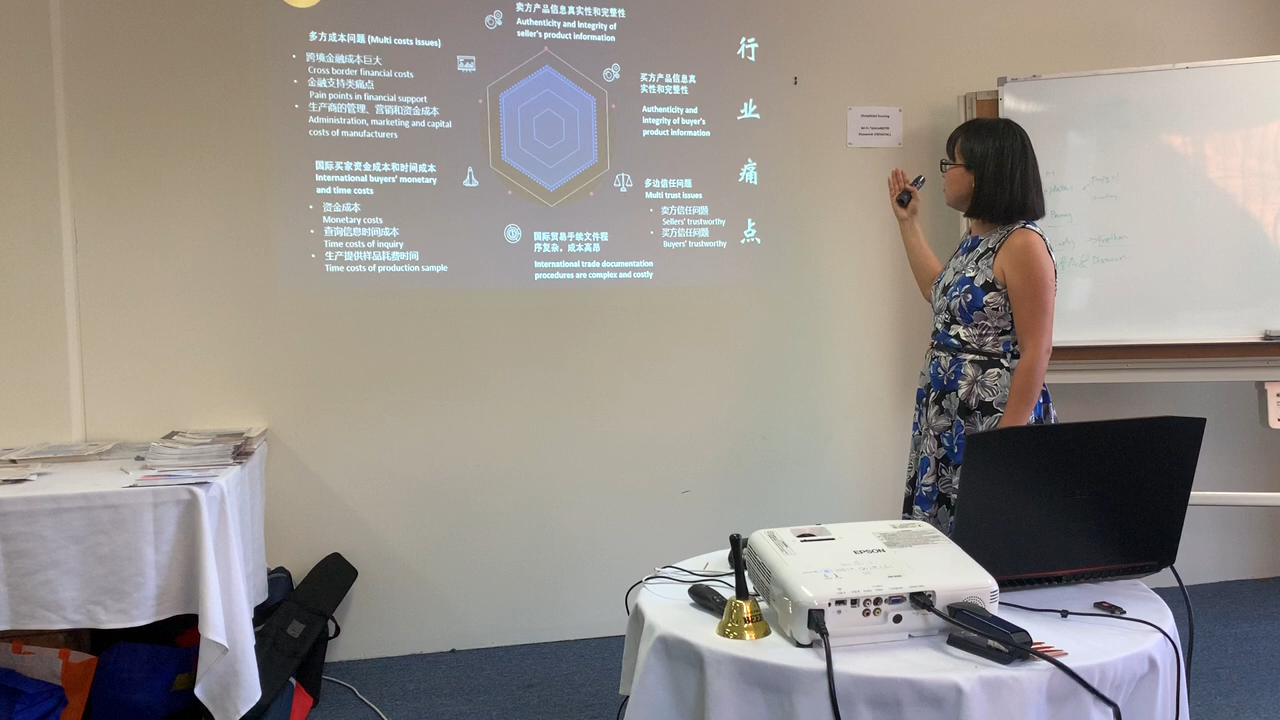 卖方产品信息真实性和完整性
Authenticity and Integrity of
seller's product information
多方成本问题 (Multi costs issues)
• 跨境金融成本巨大
Cross border financial costs
• 金融支持类痛点
Pain points in financial support
• 生产商的管理、营销和资金成本
Administration, marketing and capital
costs of manufacturers
买方产品信息真
实性和完整性
Authenticity and
integrity of buyer's
product information
国际买家资金成本和时间成本
International buyers' monetary
and time costs
• 资金成本
Monetary costs
• 查询信息时间成本
Time costs of inquiry
• 生产提供样品耗费时间
Time costs of production sample
多边信任问题
Multi trust issues
• 卖方信任问题
Sellers' trustworthy
• 买方信任问题
Buyers' trustworthy
国际贸易手续文件程
序复杂，成本高昂
International trade documentation
procedures are complex and costly
行
业
痛
点
EPSON
BELL